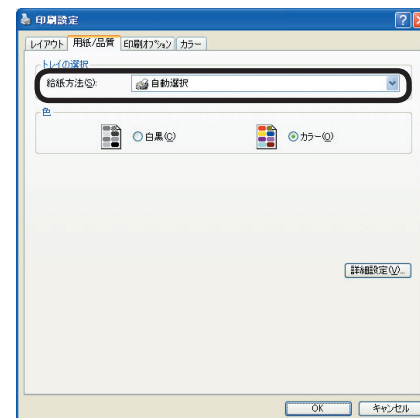 印刷設定
レイアウト 用紙/品質 印刷オプション カラー
トレイの選択
給紙方法(S): 自動選択
色
白黒(C) カラー(O)
詳細設定(V)...
OK キャンセル